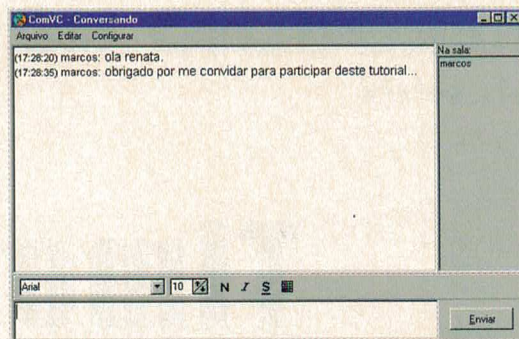 ComVC - Conversando
Arquivo Editar Configurar
(17:28:20) marcos: ola renata.
(17:28:35) marcos: obrigado por me convidar para participar deste tutorial...
Na sala:
marcos
Arial 10 N I S
Enviar